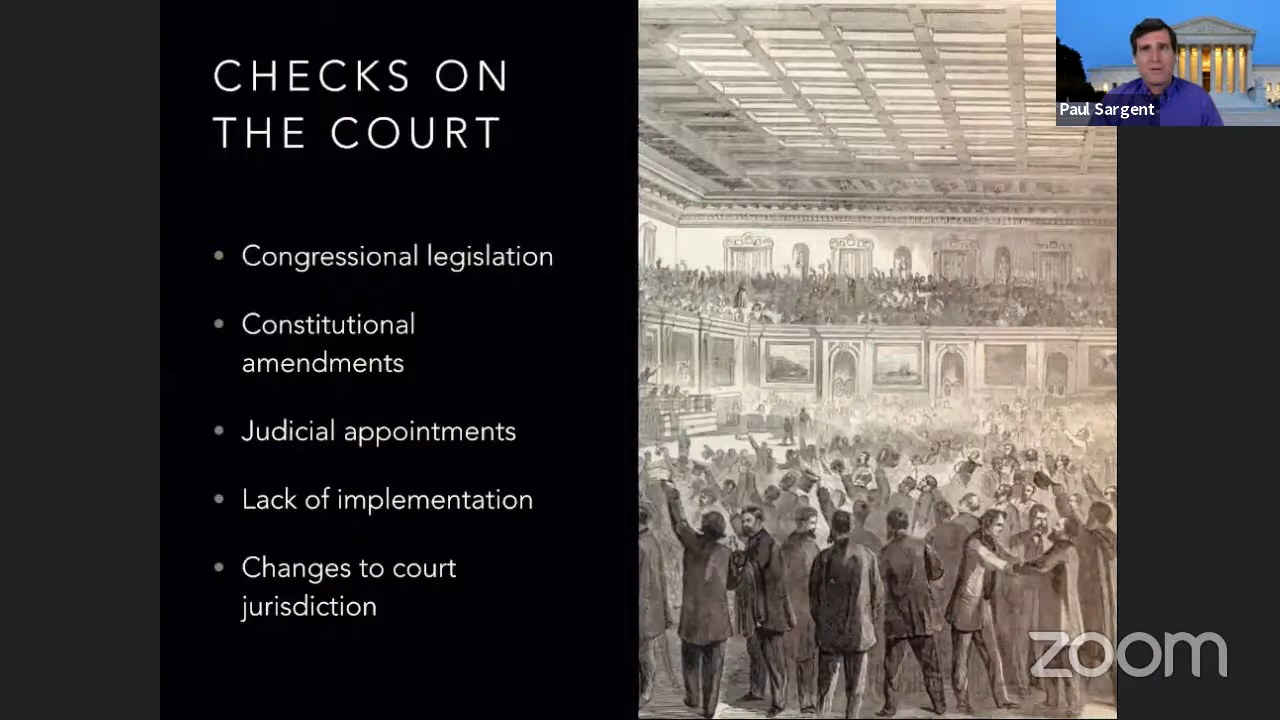 CHECKS ON
THE COURT
Congressional legislation
Constitutional
amendments
Judicial appointments
Lack of implementation
Changes to court
jurisdiction
Paul Sargent
zoom